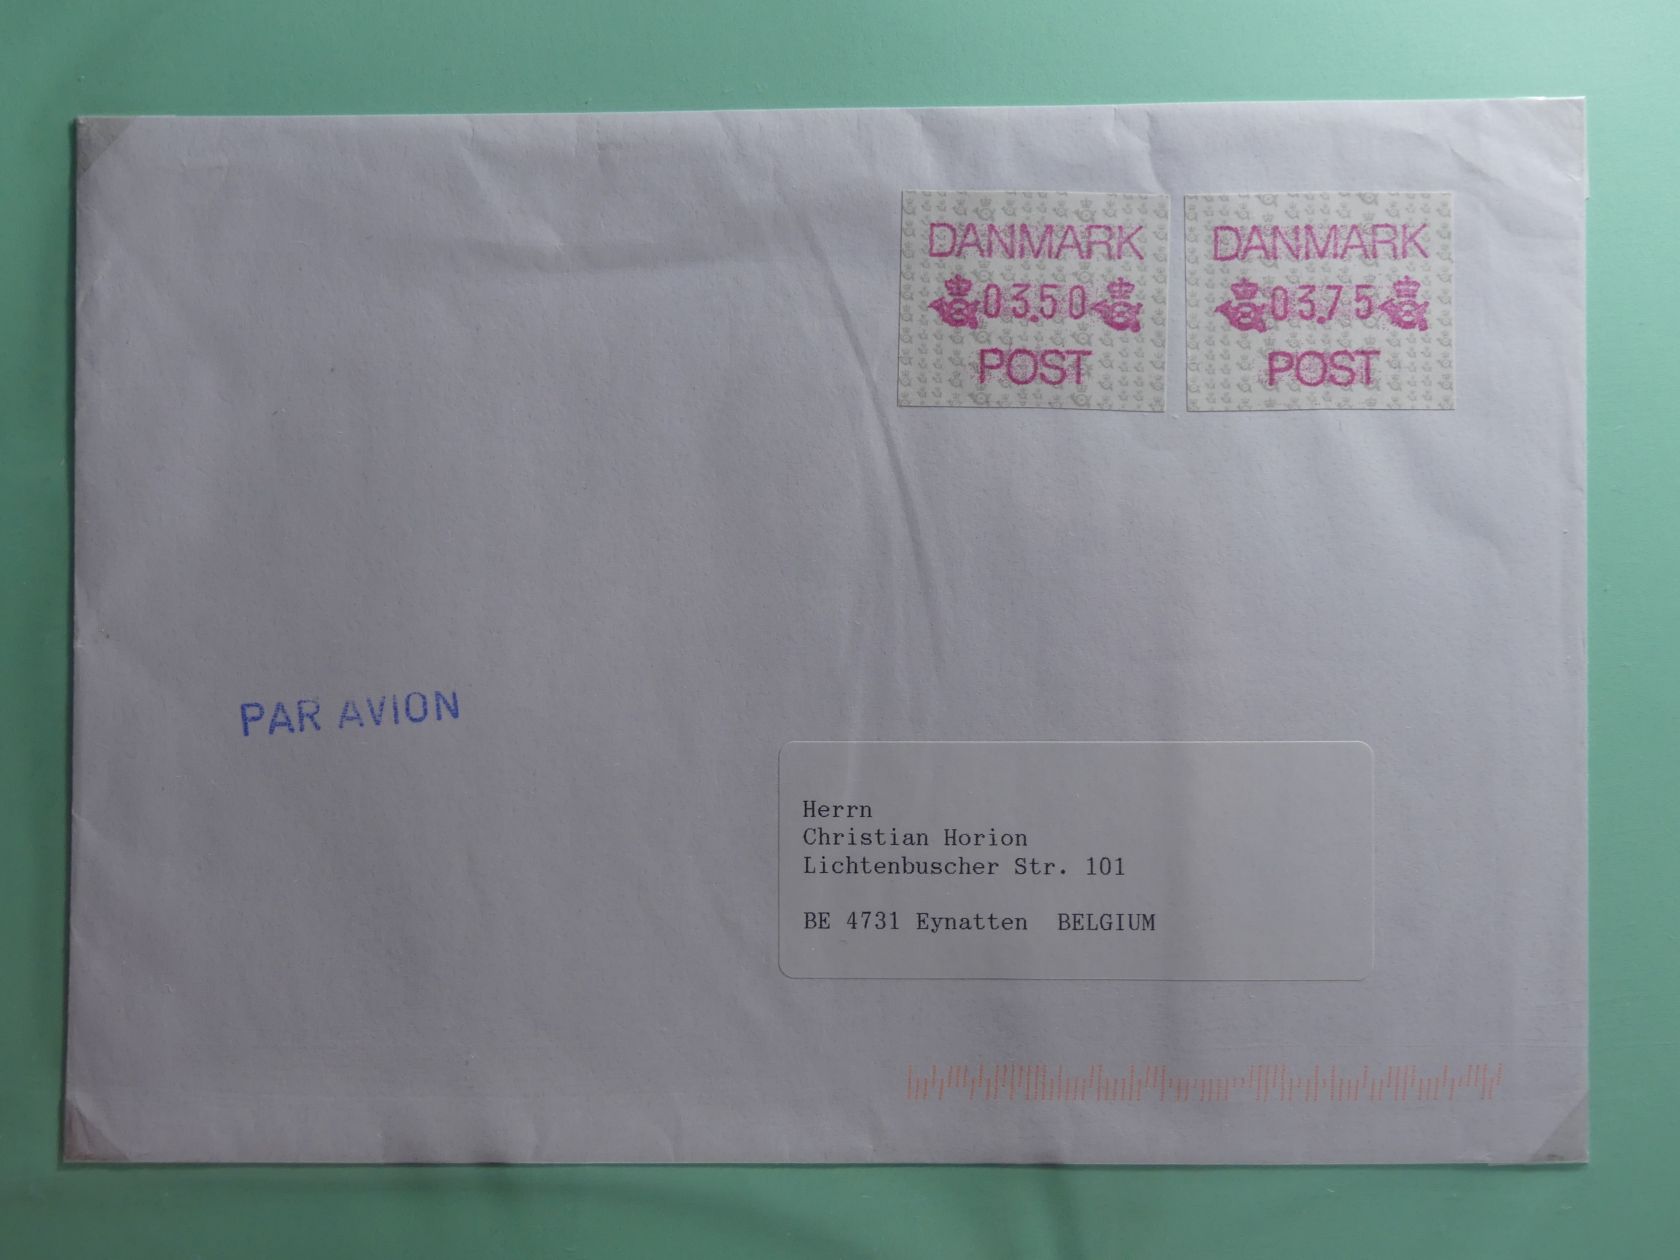 DANMARK
03.50
POST
DANMARK
03.75
POST
PAR AVION
Herrn
Christian Horion
Lichtenbuscher Str. 101
BE 4731 Eynatten BELGIUM